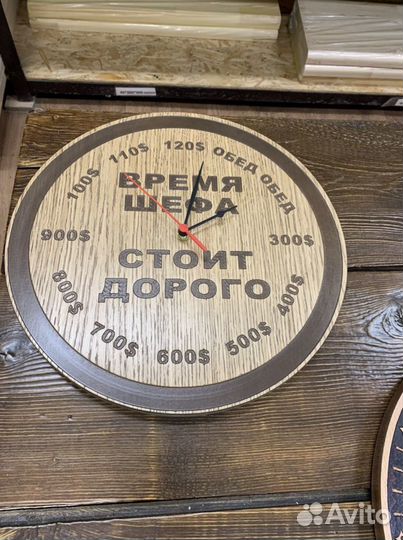 120$
ОБЕД
ОБЕД
300$
400$
500$
600$
700$
800$
900$
100$
110$
ВРЕМЯ
ШЕФА
СТОИТ
ДОРОГО
Avito